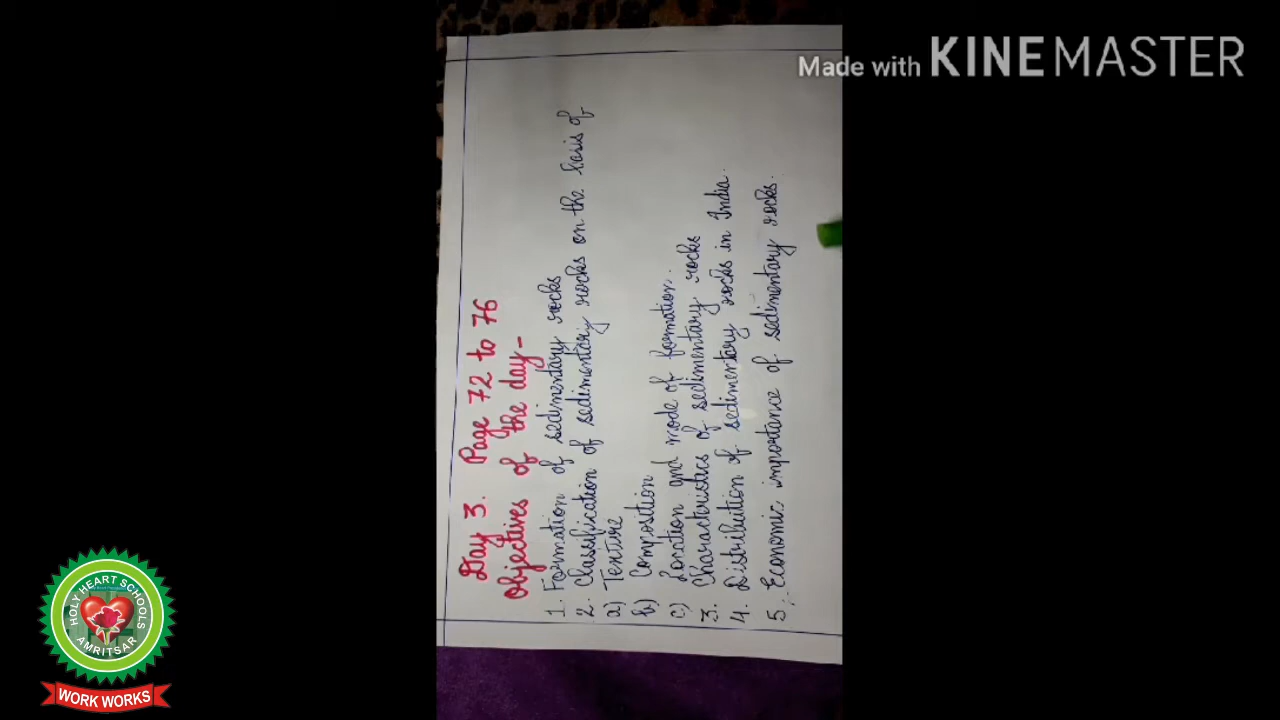 Made with KINEMASTER
Day 3. Page 72 to 76
objectives of the day-
1. Formation of sedimentary rocks
2. Classification of sedimentary rocks on the basis of
a) Texture
b) Composition
c) Location and mode of formation.
3. Characteristics of sedimentary rocks
4. Distribution of sedimentary rocks in India.
5. Economic importance of sedimentary rocks.
HOLY HEART SCHOOLS
AMRITSAR
WORK WORKS